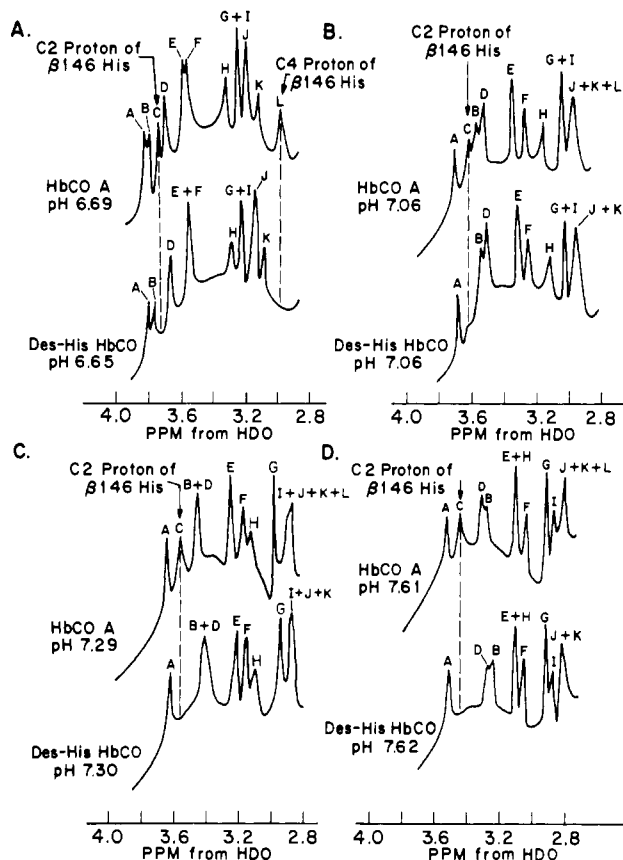 A.
C2 Proton of
β146 His
C4 Proton of
β146 His
A
B
C
D
E
F
H
G + I
J
K
L
HbCO A
pH 6.69
A
B
D
E + F
H
G + I
J
K
Des-His HbCO
pH 6.65
4.0 3.6 3.2 2.8
PPM from HDO
B.
C2 Proton of
β146 His
A
C
B
D
E
F
H
G + I
J + K + L
HbCO A
pH 7.06
A
B
D
E
F
H
G + I
J + K
Des-His HbCO
pH 7.06
4.0 3.6 3.2 2.8
PPM from HDO
C.
C2 Proton of
β146 His
A
C
B + D
E
F
H
G
I + J + K + L
HbCO A
pH 7.29
A
B + D
E
F
H
G
I + J + K
Des-His HbCO
pH 7.30
4.0 3.6 3.2 2.8
PPM from HDO
D.
C2 Proton of
β146 His
A
C
D
B
E + H
F
G
I
J + K + L
HbCO A
pH 7.61
A
D
B
E + H
F
G
I
J + K
Des-His HbCO
pH 7.62
4.0 3.6 3.2 2.8
PPM from HDO